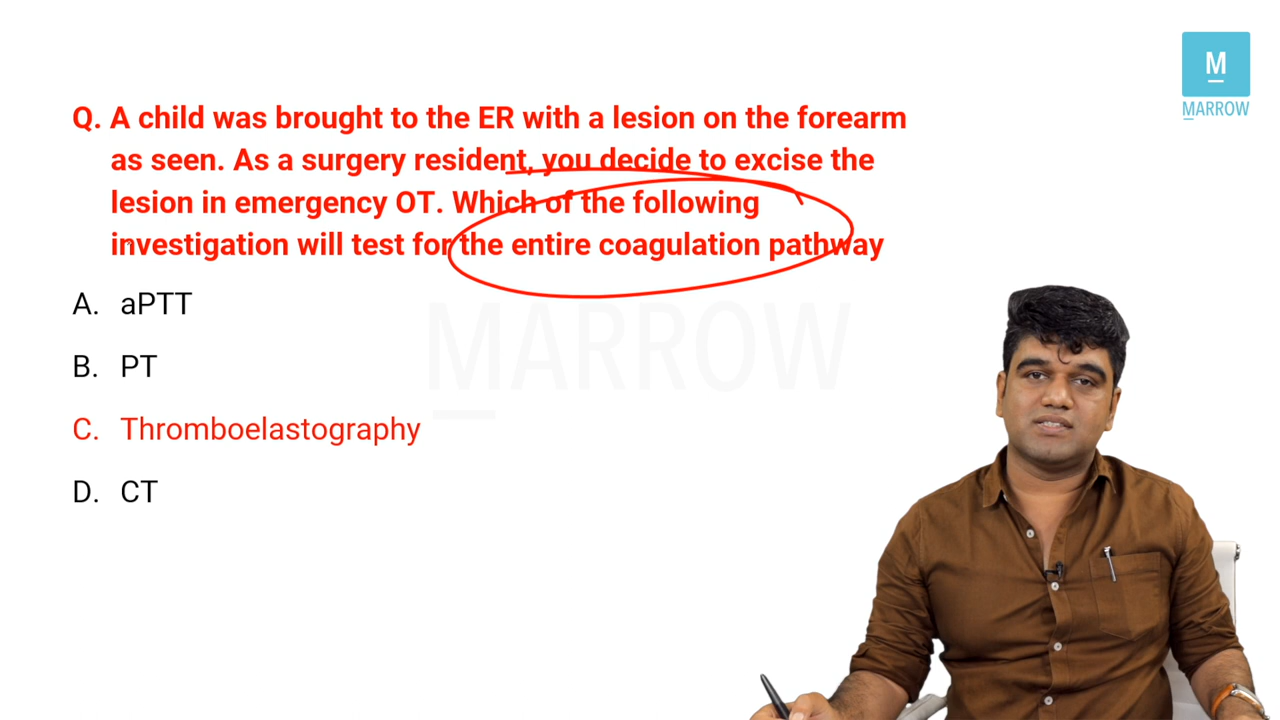 M
MARROW
Q. A child was brought to the ER with a lesion on the forearm
as seen. As a surgery resident, you decide to excise the
lesion in emergency OT. Which of the following
investigation will test for the entire coagulation pathway
A. aPTT
B. PT
C. Thromboelastography
D. CT
MARROW